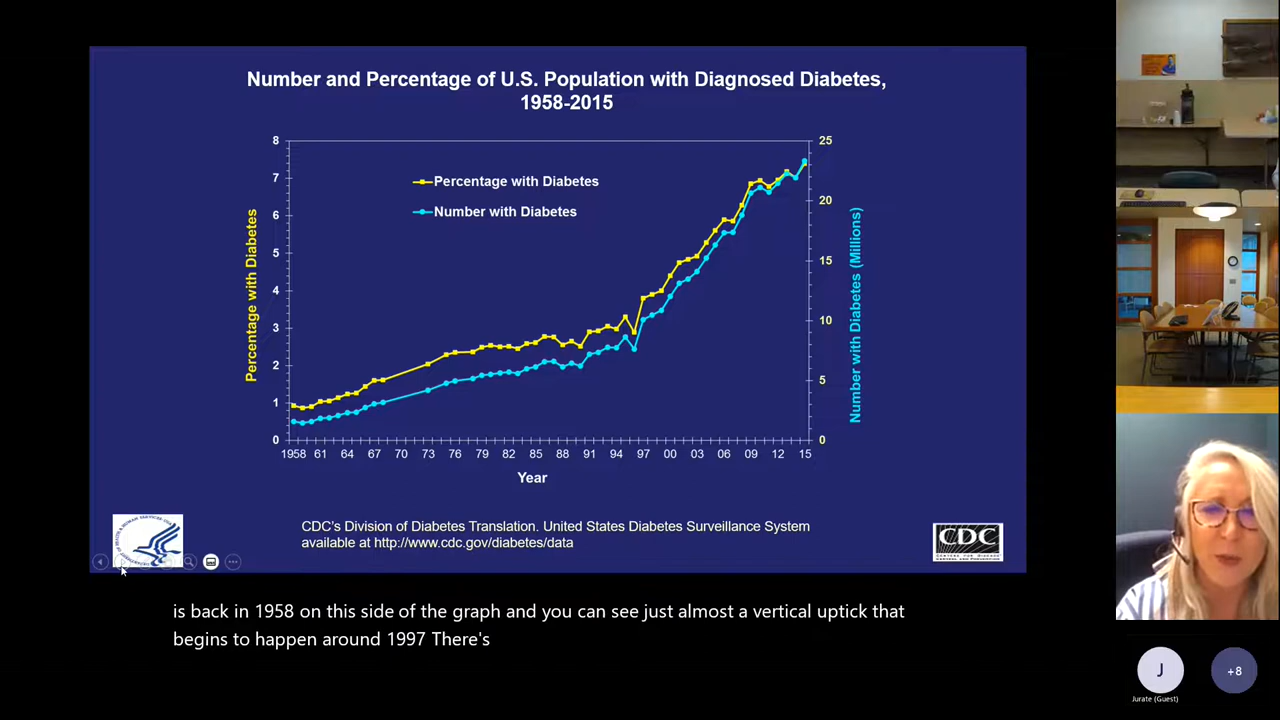 Number and Percentage of U.S. Population with Diagnosed Diabetes,
1958-2015
8
7
6
5
4
3
2
1
0
Percentage with Diabetes
Percentage with Diabetes
Number with Diabetes
25
20
15
10
5
0
Number with Diabetes (Millions)
1958 61 64 67 70 73 76 79 82 85 88 91 94 97 00 03 06 09 12 15
Year
CDC's Division of Diabetes Translation. United States Diabetes Surveillance System
available at http://www.cdc.gov/diabetes/data
CDC
is back in 1958 on this side of the graph and you can see just almost a vertical uptick that
begins to happen around 1997 There's
J
+8
Jurate (Guest)